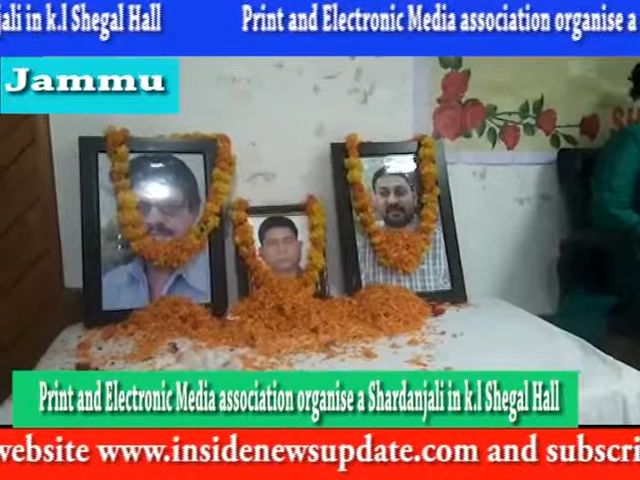 jali in k.l Shegal Hall Print and Electronic Media association organise a
Jammu
Print and Electronic Media association organise a Shardanjali in k.l Shegal Hall
website www.insidenewsupdate.com and subscri